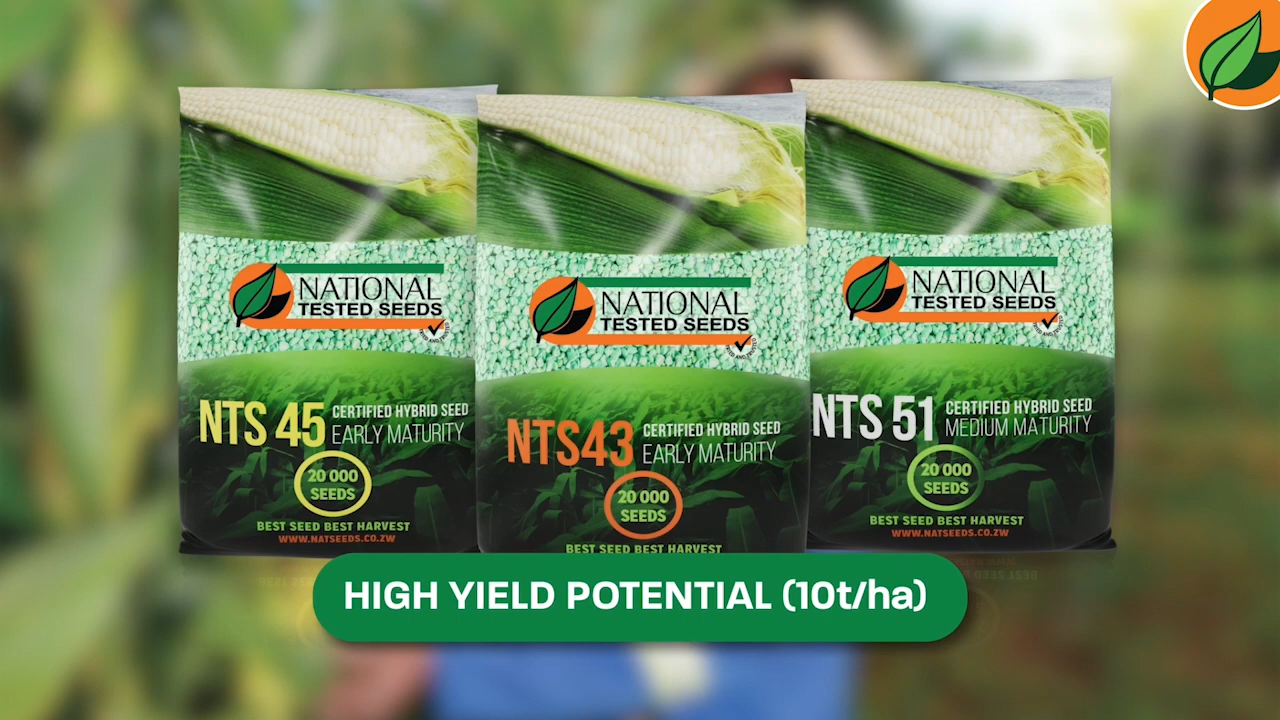 NATIONAL
TESTED SEEDS
NTS 45
CERTIFIED HYBRID SEED
EARLY MATURITY
20 000
SEEDS
BEST SEED BEST HARVEST
WWW.NATSEEDS.CO.ZW
NATIONAL
TESTED SEEDS
NTS43
CERTIFIED HYBRID SEED
EARLY MATURITY
20 000
SEEDS
BEST SEED BEST HARVEST
NATIONAL
TESTED SEEDS
NTS 51
CERTIFIED HYBRID SEED
MEDIUM MATURITY
20 000
SEEDS
BEST SEED BEST HARVEST
WWW.NATSEEDS.CO.ZW
HIGH YIELD POTENTIAL (10t/ha)